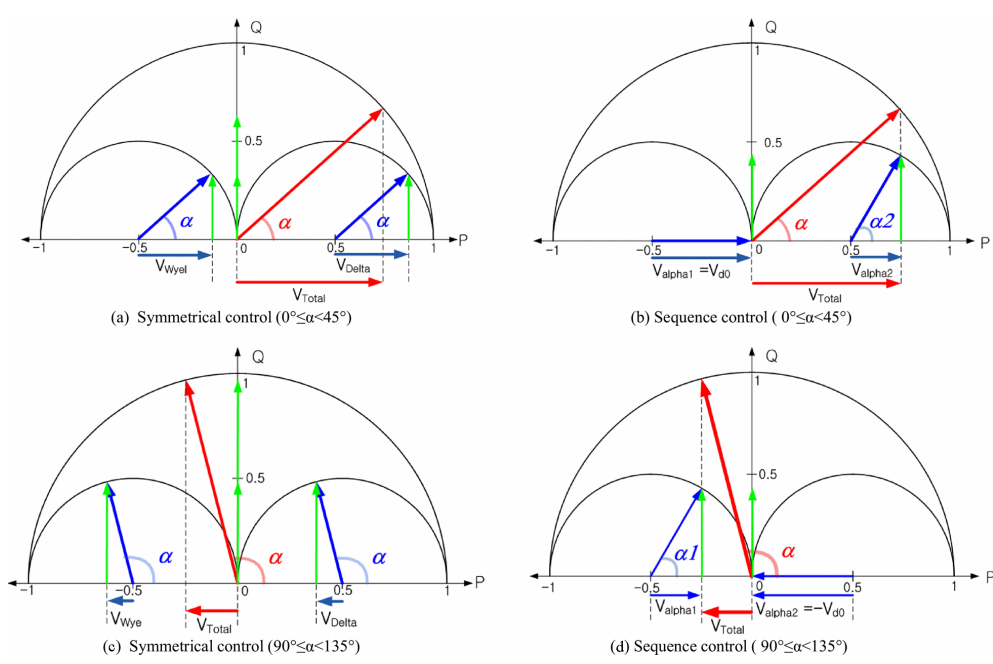 Q
1
0.5
α
α
α
−1
−0.5
0
0.5
1
P
VWyel
VDelta
VTotal
(a) Symmetrical control (0°≤α<45°)
Q
1
0.5
α
α2
−1
−0.5
0
0.5
1
P
Valpha1 =Vd0
Valpha2
VTotal
(b) Sequence control ( 0°≤α<45°)
Q
1
0.5
α
α
α
−1
−0.5
0
0.5
1
P
VWye
VTotal
VDelta
(c) Symmetrical control (90°≤α<135°)
Q
1
0.5
α1
α
−1
−0.5
0
0.5
1
P
Valpha1
Valpha2 =−Vd0
VTotal
(d) Sequence control ( 90°≤α<135°)